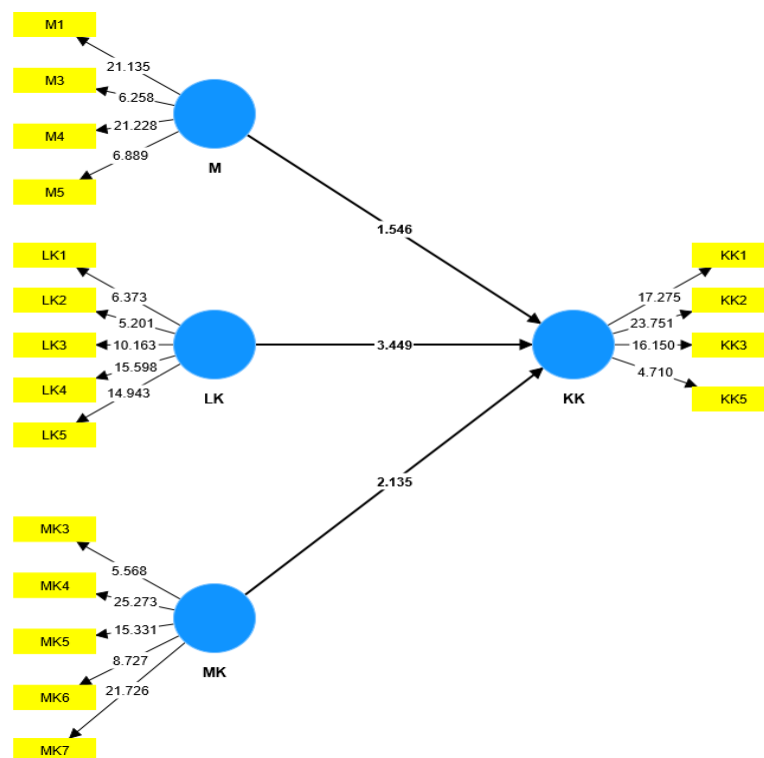 M1
21.135
M3
6.258
M4
21.228
M5
6.889
M
1.546
LK1
6.373
LK2
5.201
LK3
10.163
LK4
15.598
LK5
14.943
LK
3.449
KK1
17.275
KK2
23.751
KK3
16.150
KK5
4.710
KK
2.135
MK3
5.568
MK4
25.273
MK5
15.331
MK6
8.727
MK7
21.726
MK